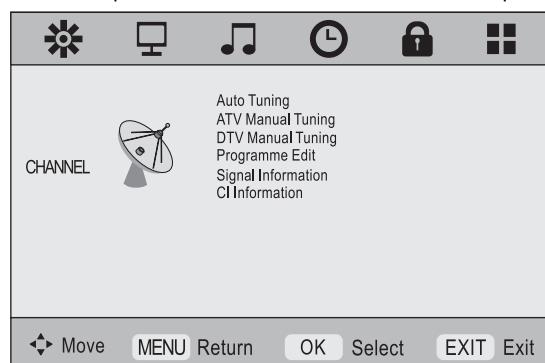 CHANNEL
Auto Tuning
ATV Manual Tuning
DTV Manual Tuning
Programme Edit
Signal Information
CI Information
Move MENU Return OK Select EXIT Exit